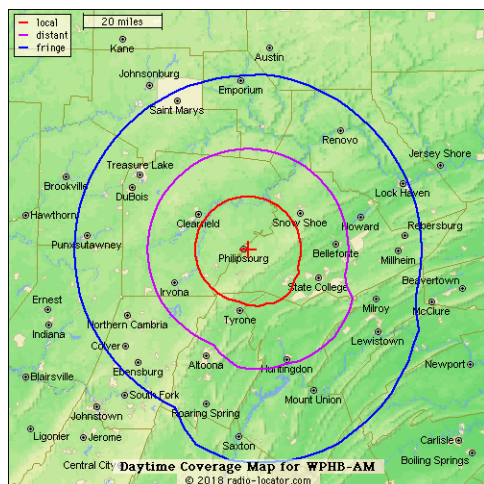 local
distant
fringe
20 miles
Kane
Austin
Johnsonburg
Emporium
Saint Marys
Renovo
Jersey Shore
Treasure Lake
Brookville
DuBois
Lock Haven
Hawthorn
Clearfield
Snow Shoe
Howard
Rebersburg
Punxsutawney
Philipsburg
Bellefonte
Millheim
State College
Beavertown
Irvona
Ernest
Milroy
McClure
Northern Cambria
Tyrone
Indiana
Lewistown
Colver
Altoona
Huntingdon
Ebensburg
Newport
Blairsville
South Fork
Mount Union
Johnstown
Roaring Spring
Ligonier
Jerome
Saxton
Carlisle
Central City
Boiling Springs
Daytime Coverage Map for WPHB-AM
© 2018 radio-locator.com